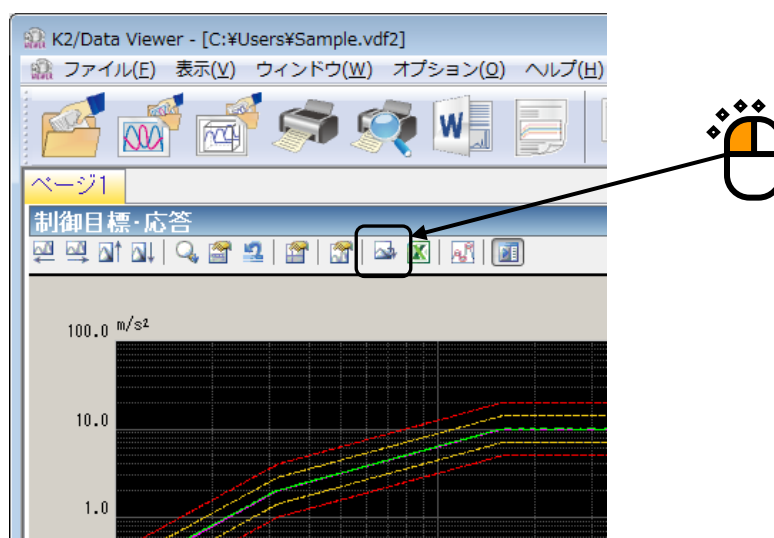 K2/Data Viewer - [C:¥Users¥Sample.vdf2]
ファイル(F) 表示(V) ウィンドウ(W) オプション(O) ヘルプ(H)
ページ1
制御目標・応答
100.0 m/s²
10.0
1.0